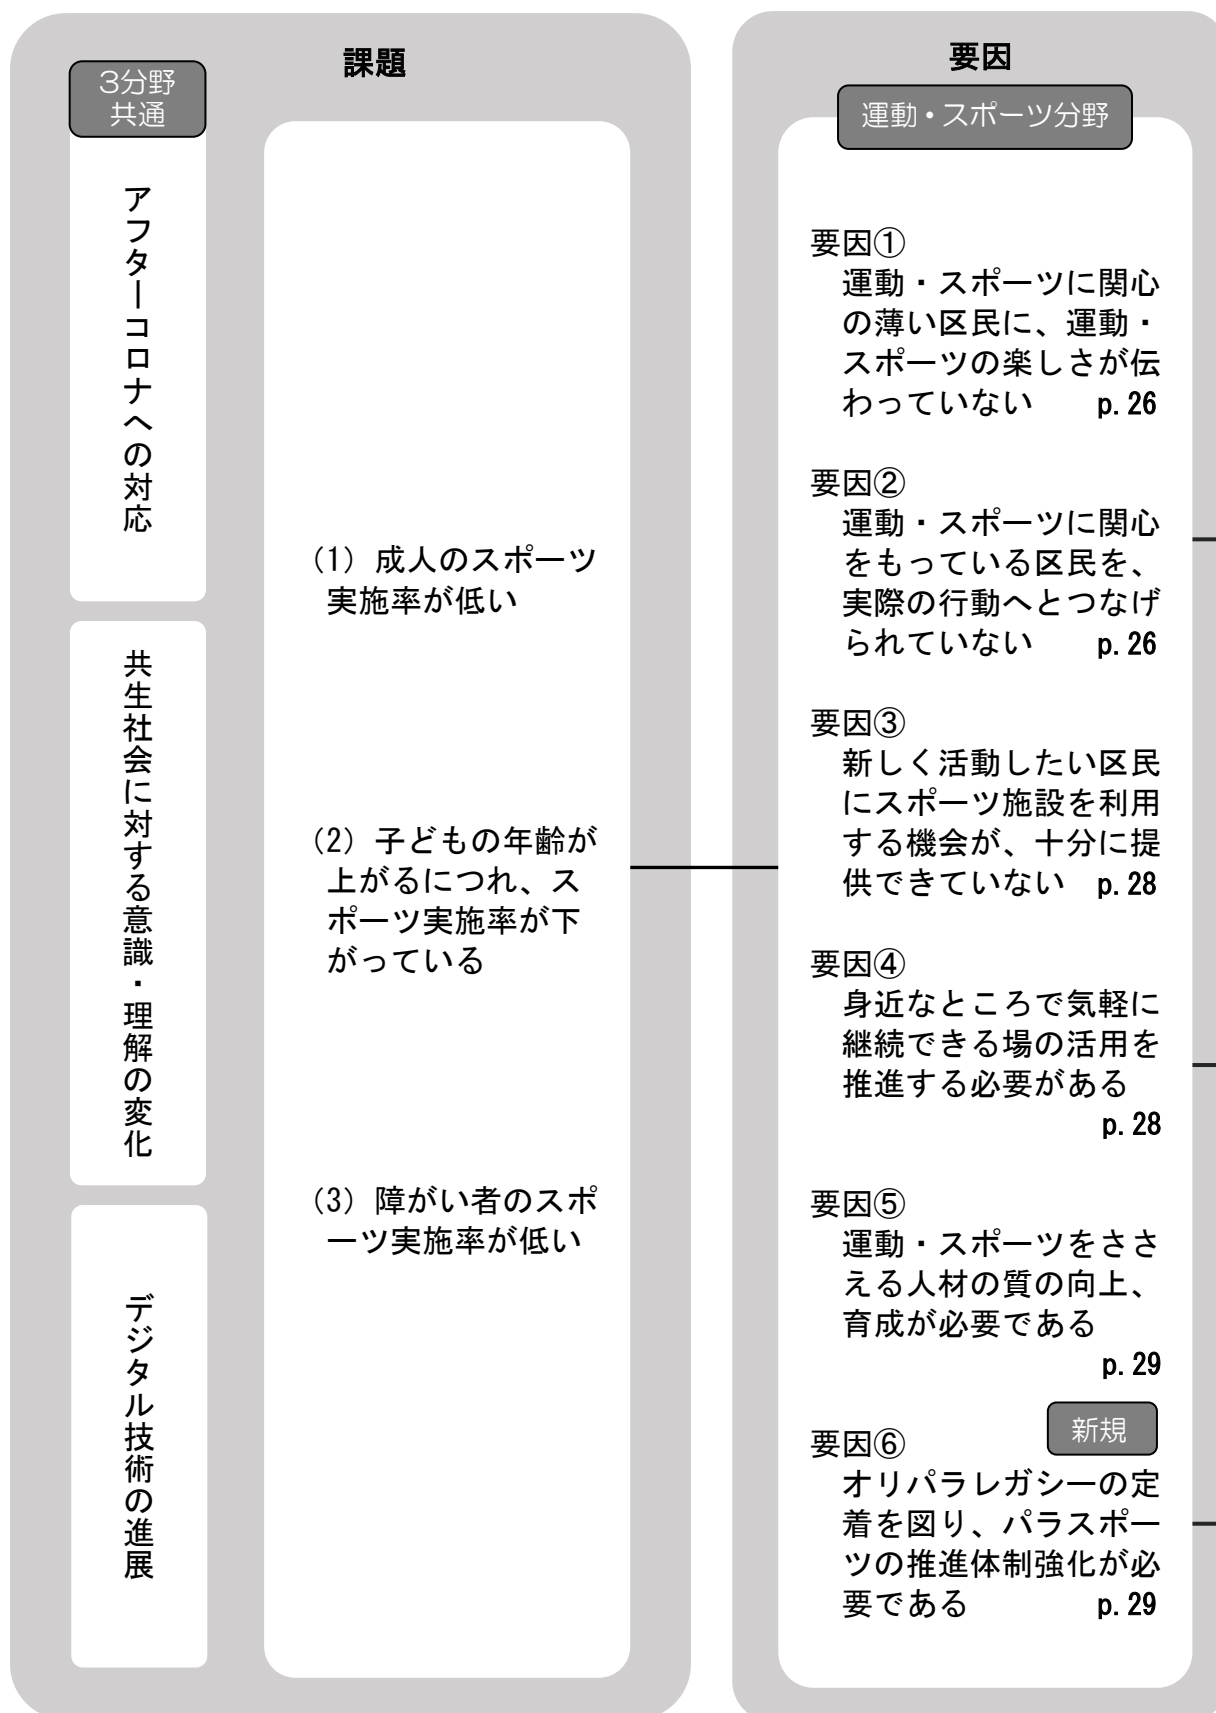 課題
3分野
共通
アフターコロナへの対応
共生社会に対する意識・理解の変化
デジタル技術の進展
(1) 成人のスポーツ
実施率が低い
(2) 子どもの年齢が
上がるにつれ、ス
ポーツ実施率が下
がっている
(3) 障がい者のスポ
ーツ実施率が低い
要因
運動・スポーツ分野
要因①
運動・スポーツに関心
の薄い区民に、運動・
スポーツの楽しさが伝
わっていない p.26
要因②
運動・スポーツに関心
をもっている区民を、
実際の行動へとつなげ
られていない p.26
要因③
新しく活動したい区民
にスポーツ施設を利用
する機会が、十分に提
供できていない p.28
要因④
身近なところで気軽に
継続できる場の活用を
推進する必要がある
p.28
要因⑤
運動・スポーツをささ
える人材の質の向上、
育成が必要である
p.29
要因⑥ 新規
オリパラレガシーの定
着を図り、パラスポー
ツの推進体制強化が必
要である p.29